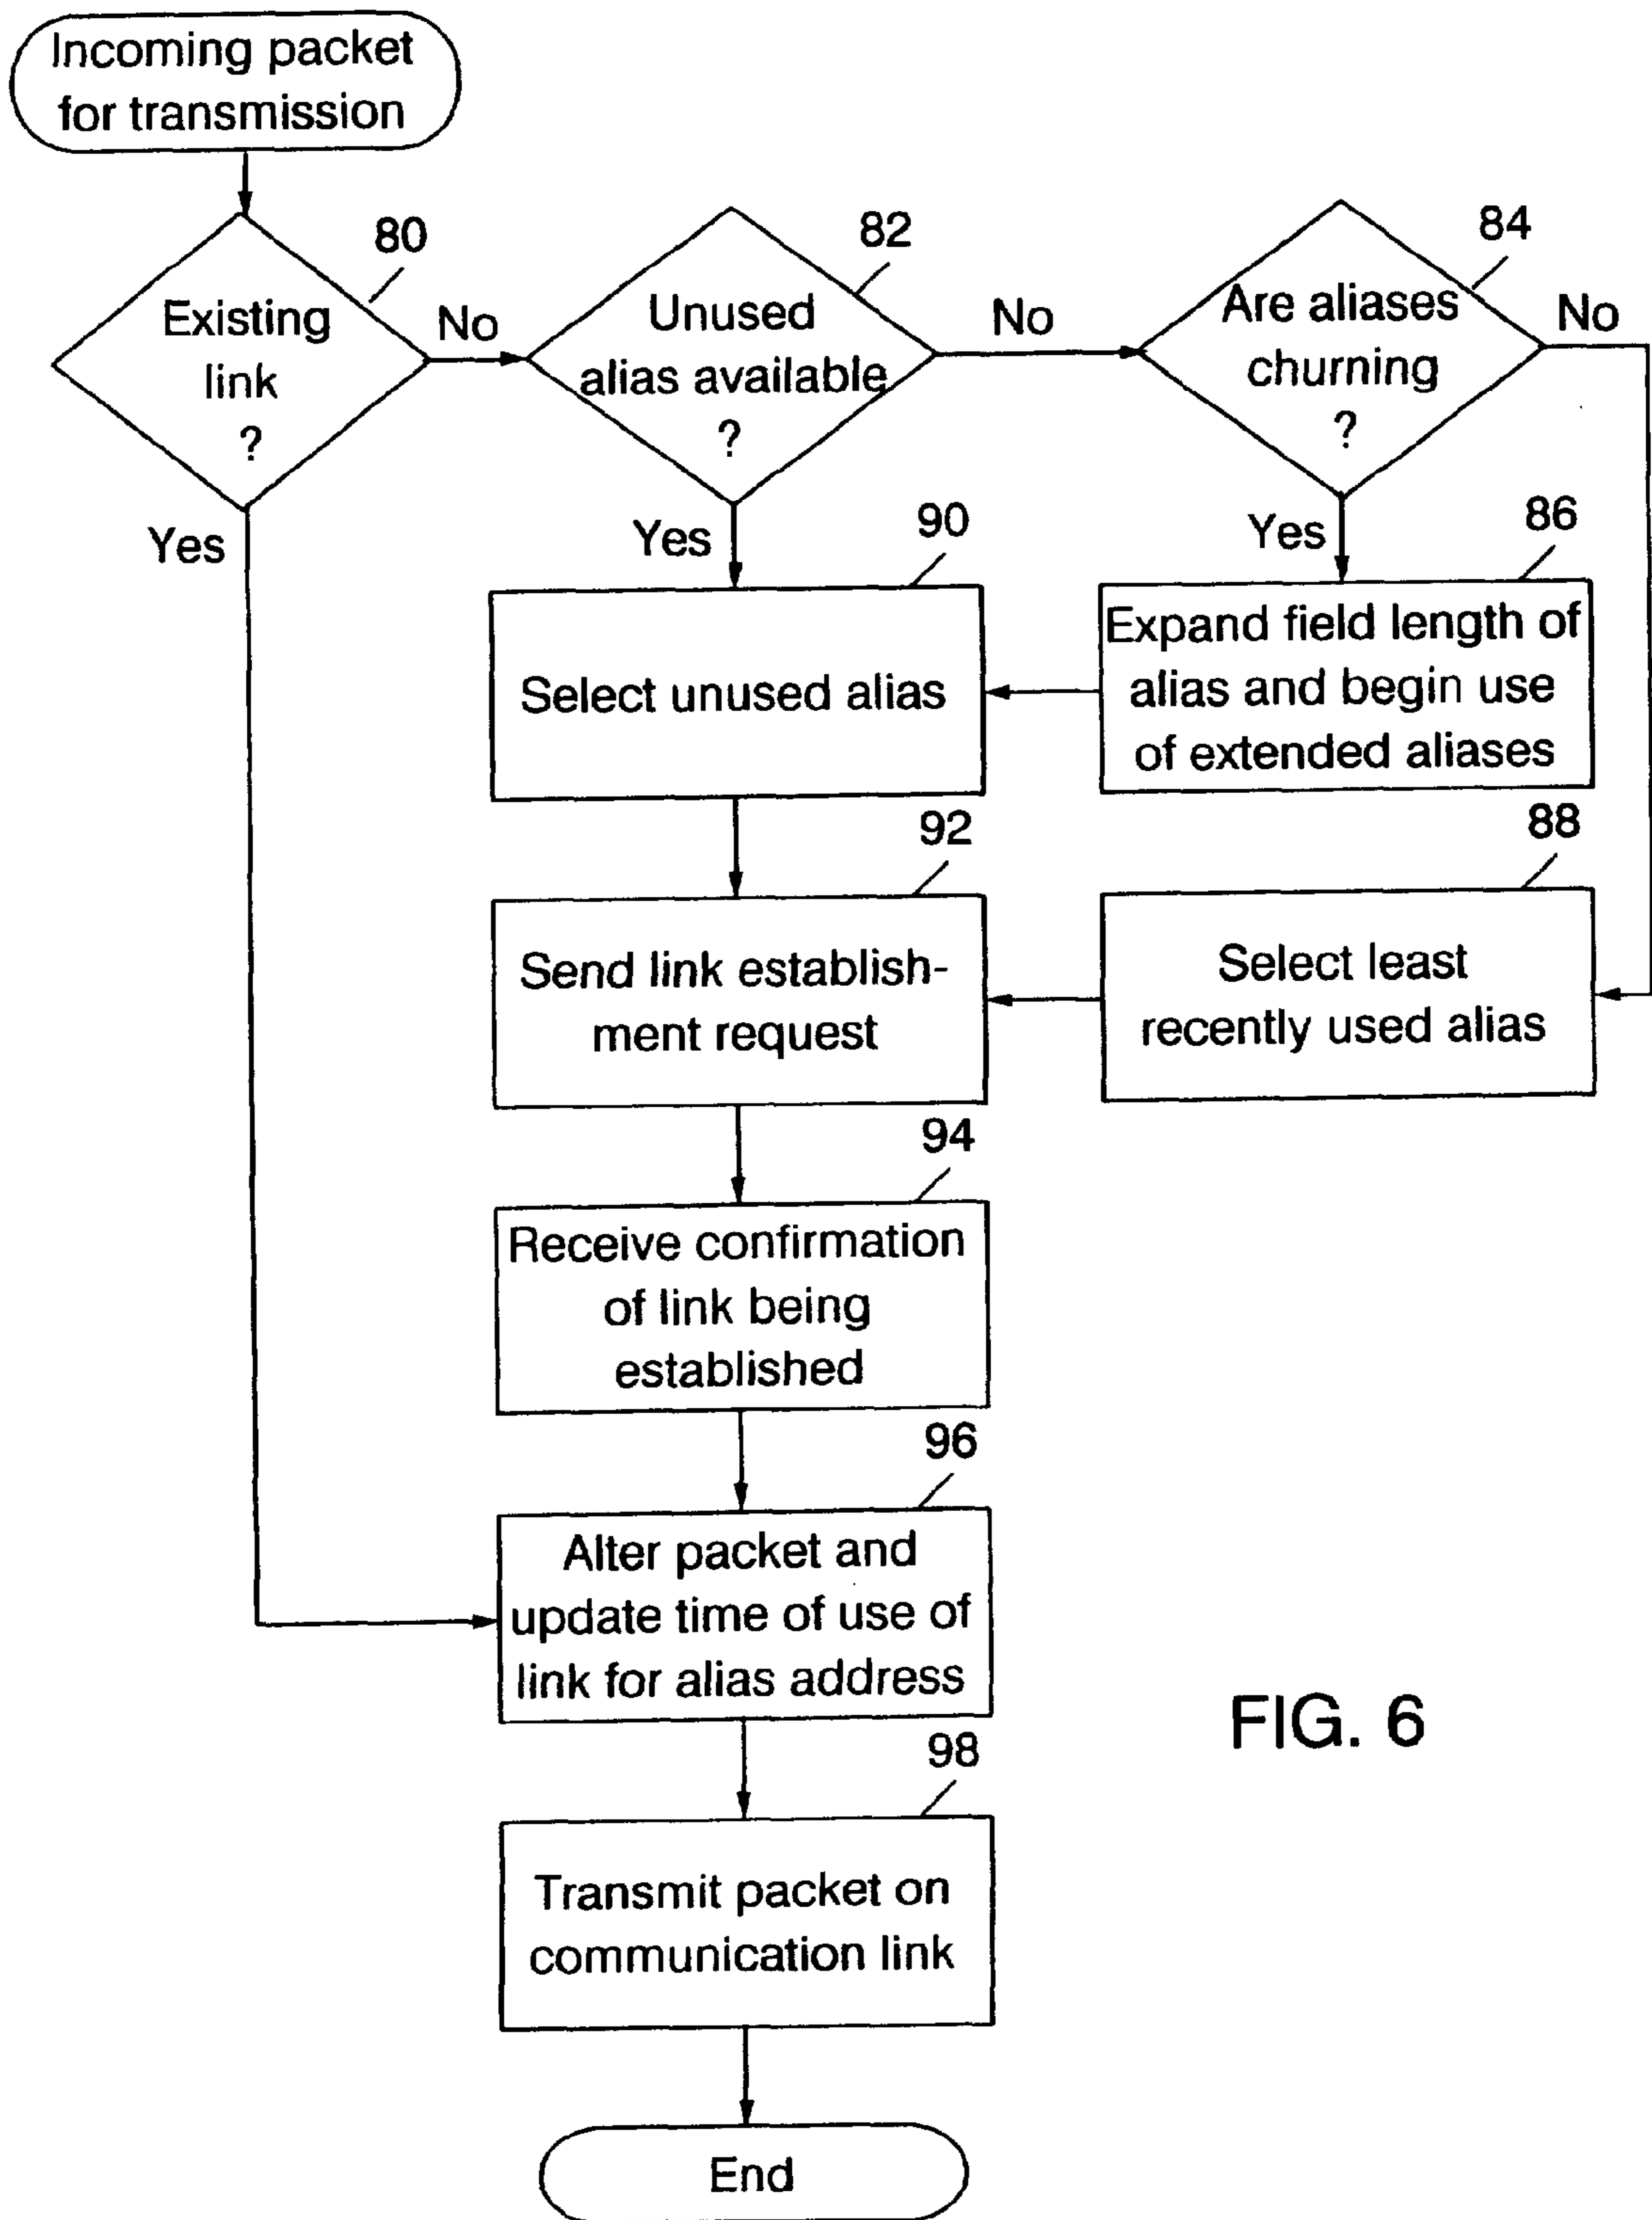 Incoming packet
for transmission
80
Existing
link
?
No
Yes
82
Unused
alias available
?
No
Yes
84
Are aliases
churning
?
No
Yes
86
Expand field length of
alias and begin use
of extended aliases
90
Select unused alias
88
Select least
recently used alias
92
Send link establish-
ment request
94
Receive confirmation
of link being
established
96
Alter packet and
update time of use of
link for alias address
98
Transmit packet on
communication link
End
FIG. 6